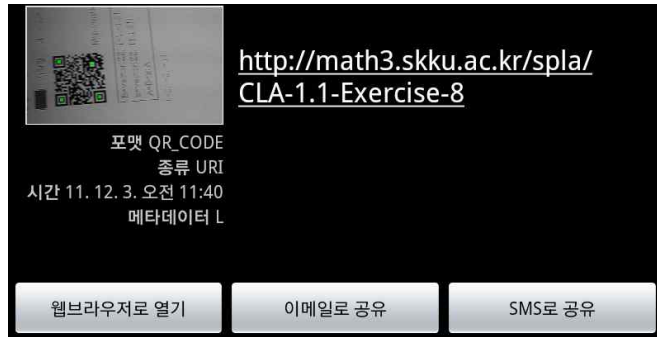 http://math3.skku.ac.kr/spla/
CLA-1.1-Exercise-8
포맷 QR_CODE
종류 URI
시간 11. 12. 3. 오전 11:40
메타데이터 L
웹브라우저로 열기
이메일로 공유
SMS로 공유